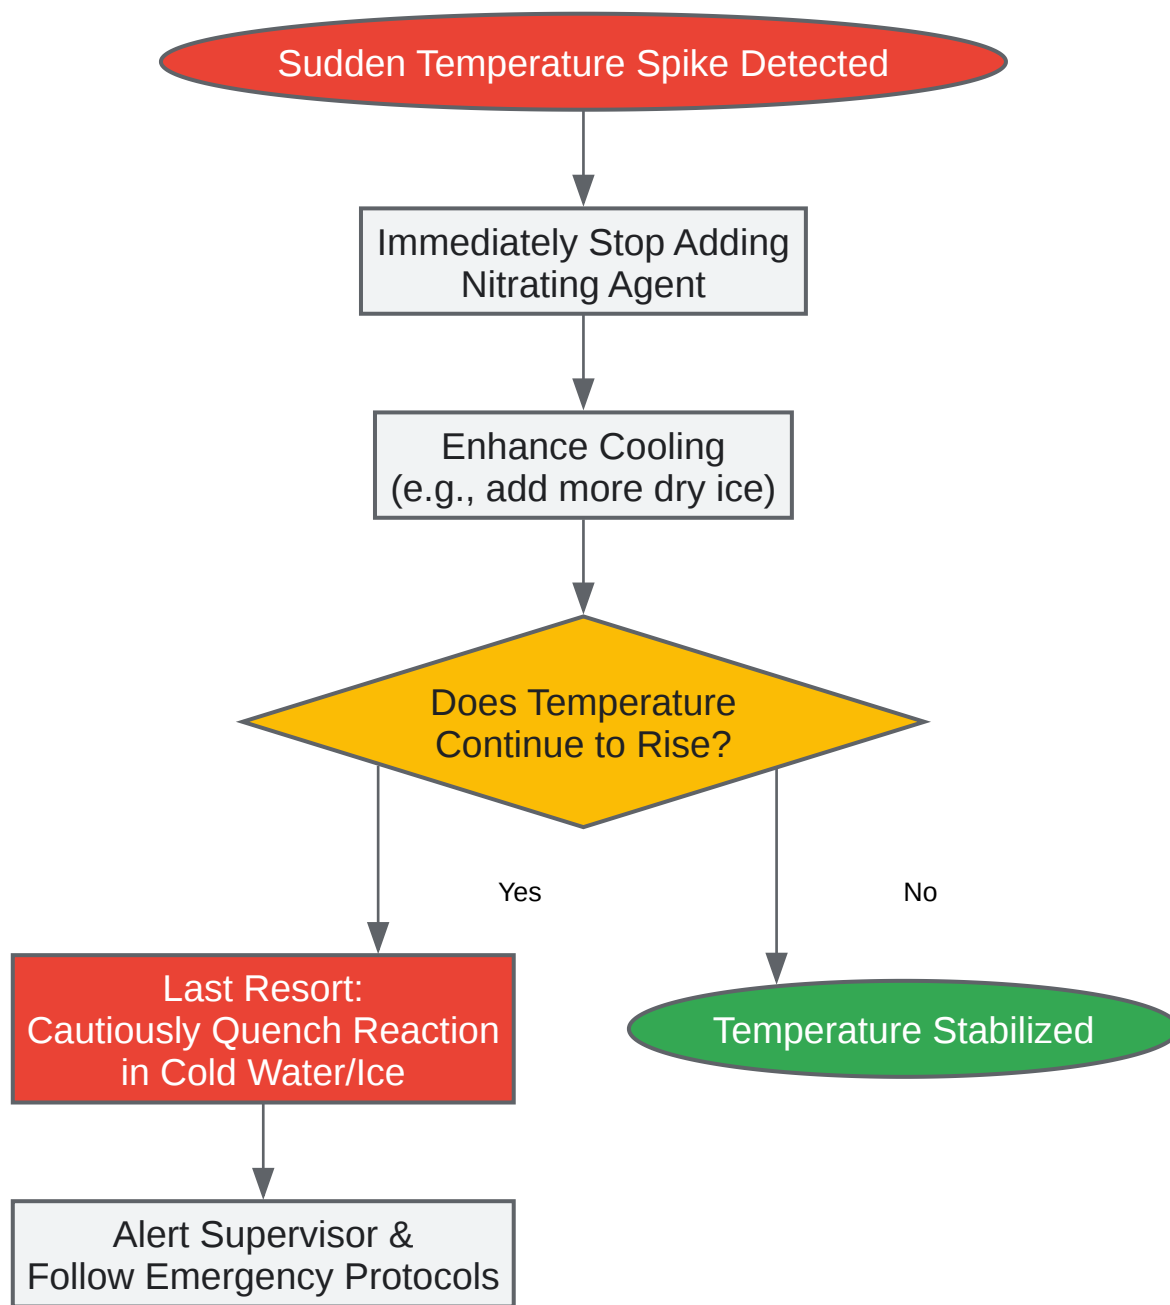 Sudden Temperature Spike Detected
Immediately Stop Adding
Nitrating Agent
Enhance Cooling
(e.g., add more dry ice)
Does Temperature
Continue to Rise?
Yes
No
Last Resort:
Cautiously Quench Reaction
in Cold Water/Ice
Temperature Stabilized
Alert Supervisor &
Follow Emergency Protocols